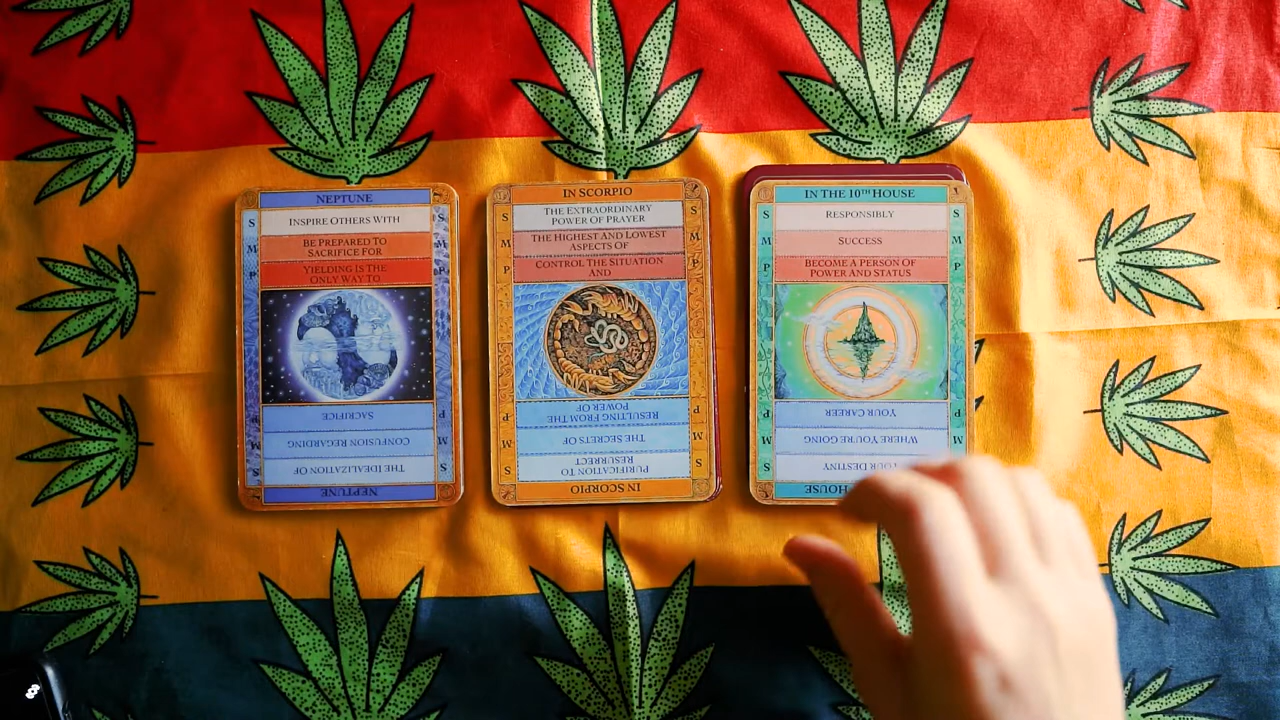 NEPTUNE
S
S
INSPIRE OTHERS WITH
M
M
BE PREPARED TO
SACRIFICE FOR
P
P
YIELDING IS THE
ONLY WAY TO
P
P
SACRIFICE
M
M
CONFUSION REGARDING
S
S
THE IDEALIZATION OF
NEPTUNE
IN SCORPIO
S
S
THE EXTRAORDINARY
POWER OF PRAYER
M
M
THE HIGHEST AND LOWEST
ASPECTS OF
P
P
CONTROL THE SITUATION
AND
P
P
RESULTING FROM THE
POWER OF
M
M
THE SECRETS OF
S
S
PURIFICATION TO
RESURRECT
IN SCORPIO
IN THE 10TH HOUSE
S
S
RESPONSIBLY
M
M
SUCCESS
P
P
BECOME A PERSON OF
POWER AND STATUS
P
P
YOUR CAREER
M
M
WHERE YOU'RE GOING
S
S
YOUR DESTINY
HOUSE